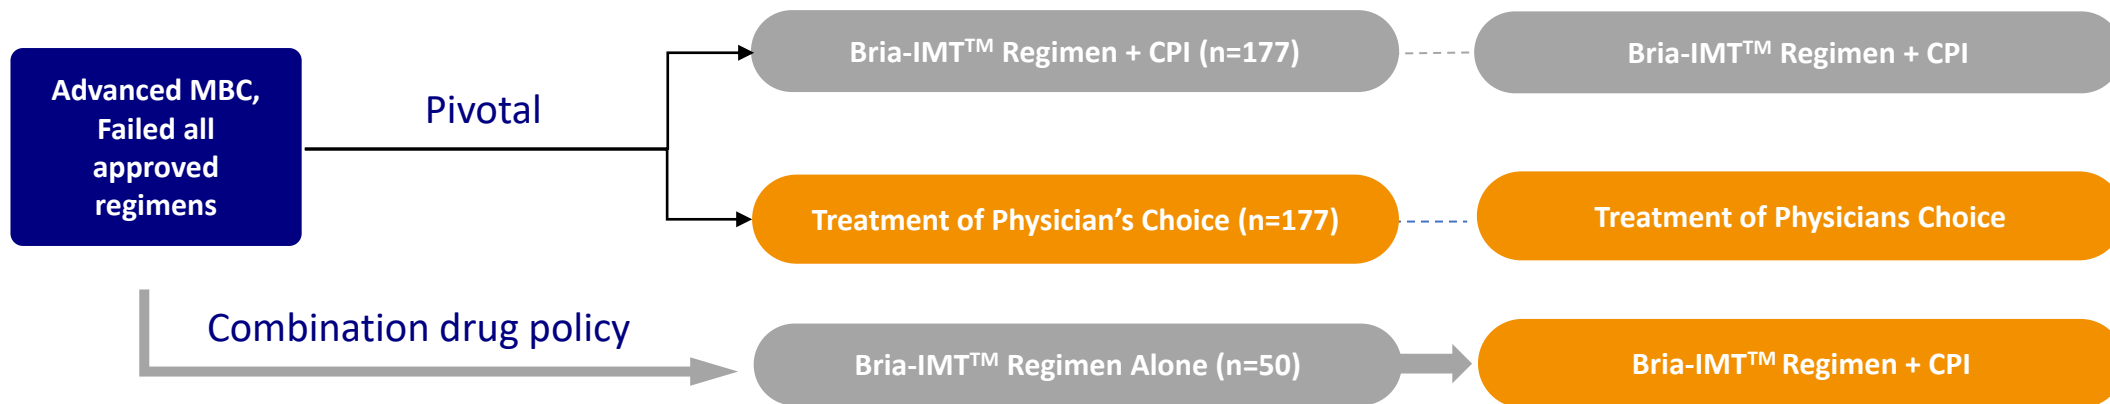 Advanced MBC,
Failed all
approved
regimens
Pivotal
Bria-IMT™ Regimen + CPI (n=177)
Bria-IMT™ Regimen + CPI
Treatment of Physician’s Choice (n=177)
Treatment of Physicians Choice
Combination drug policy
Bria-IMT™ Regimen Alone (n=50)
Bria-IMT™ Regimen + CPI